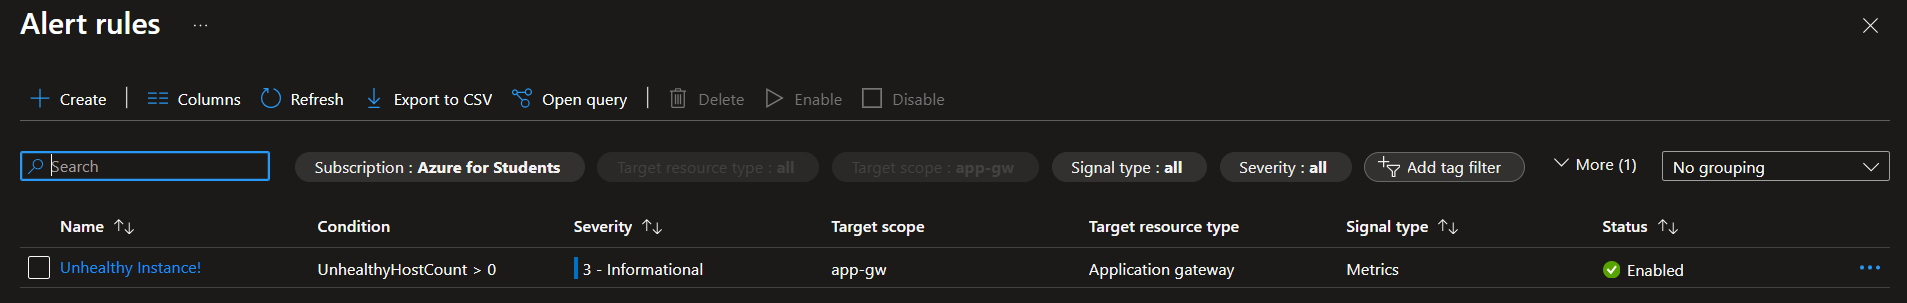 Alert rules ...
Create Columns Refresh Export to CSV Open query Delete Enable Disable
Search Subscription : Azure for Students Target resource type : all Target scope : app-gw Signal type : all Severity : all Add tag filter More (1) No grouping
Name Condition Severity Target scope Target resource type Signal type Status
Unhealthy Instance! UnhealthyHostCount > 0 3 - Informational app-gw Application gateway Metrics Enabled ...